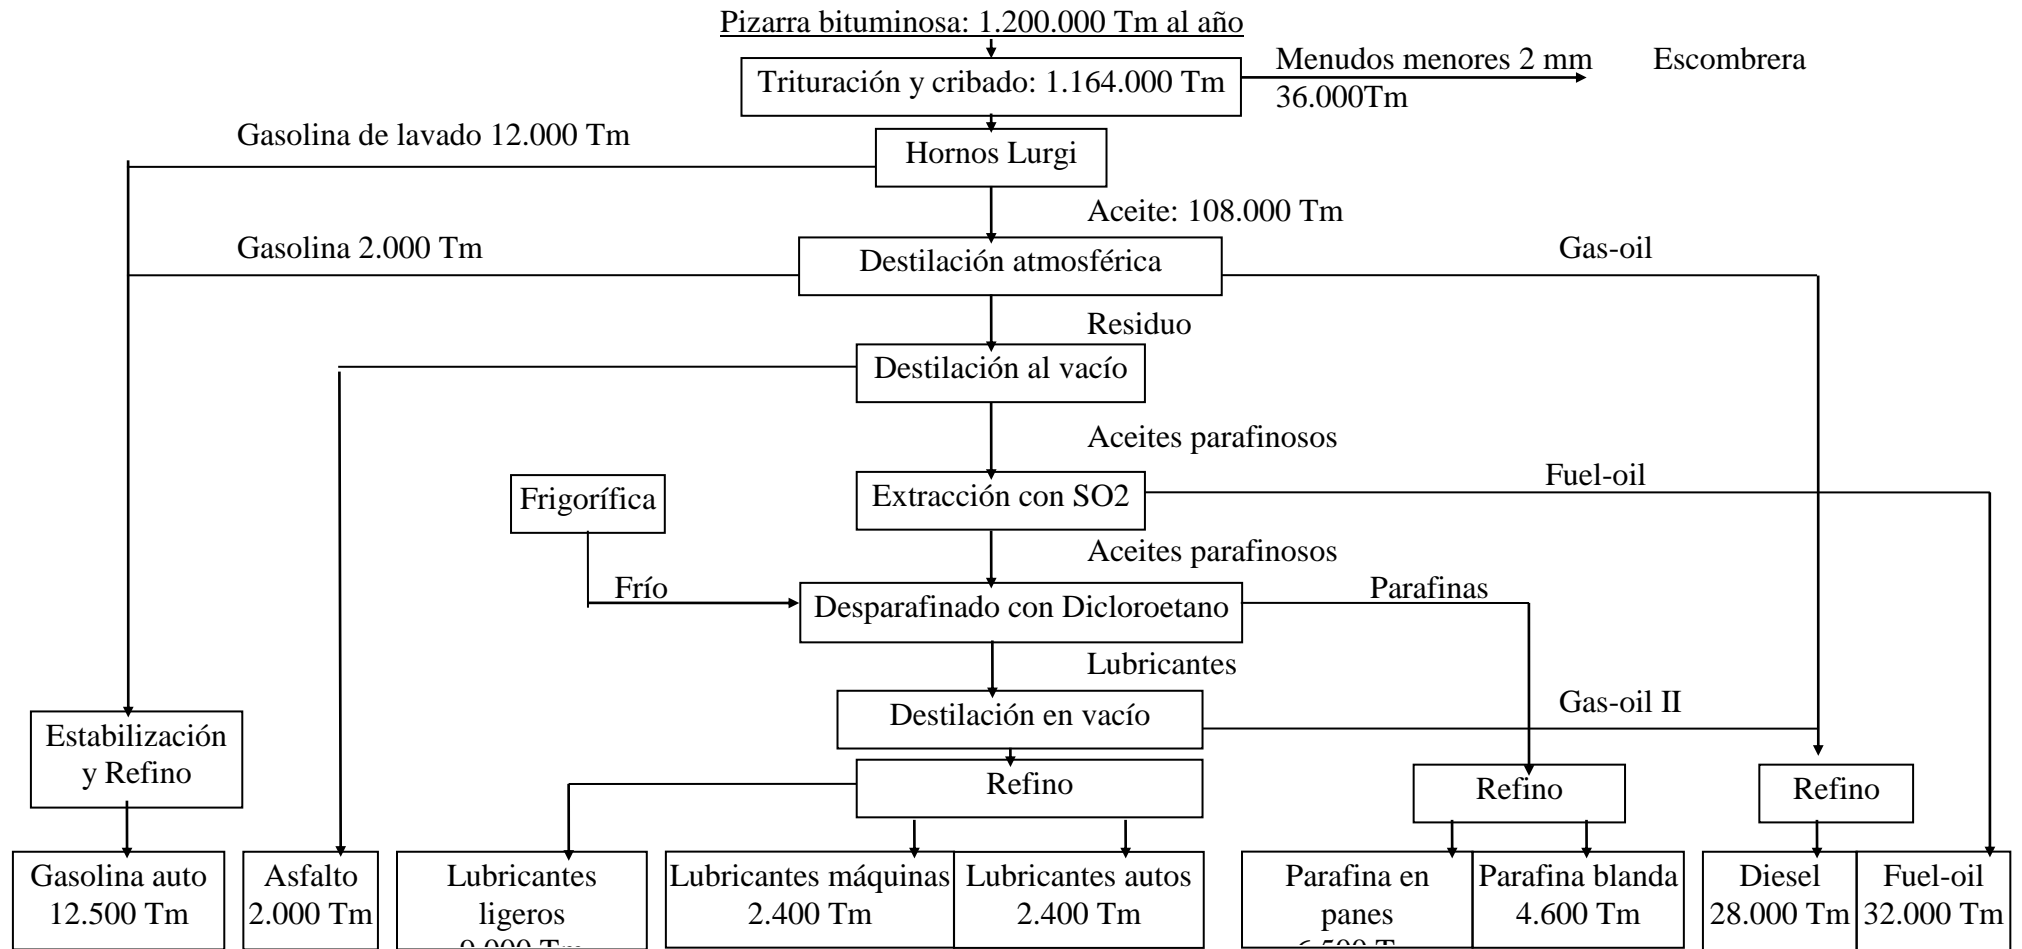 Pizarra bituminosa: 1.200.000 Tm al año
Menudos menores 2 mm
Escombrera
Trituración y cribado: 1.164.000 Tm
36.000Tm
Gasolina de lavado 12.000 Tm
Hornos Lurgi
Aceite: 108.000 Tm
Gasolina 2.000 Tm
Destilación atmosférica
Gas-oil
Residuo
Destilación al vacío
Aceites parafinosos
Frigorífica
Extracción con SO2
Fuel-oil
Aceites parafinosos
Frío
Desparafinado con Dicloroetano
Parafinas
Lubricantes
Destilación en vacío
Gas-oil II
Estabilización
y Refino
Refino
Refino
Refino
Gasolina auto
12.500 Tm
Asfalto
2.000 Tm
Lubricantes
ligeros
Lubricantes máquinas
2.400 Tm
Lubricantes autos
2.400 Tm
Parafina en
panes
Parafina blanda
4.600 Tm
Diesel
28.000 Tm
Fuel-oil
32.000 Tm